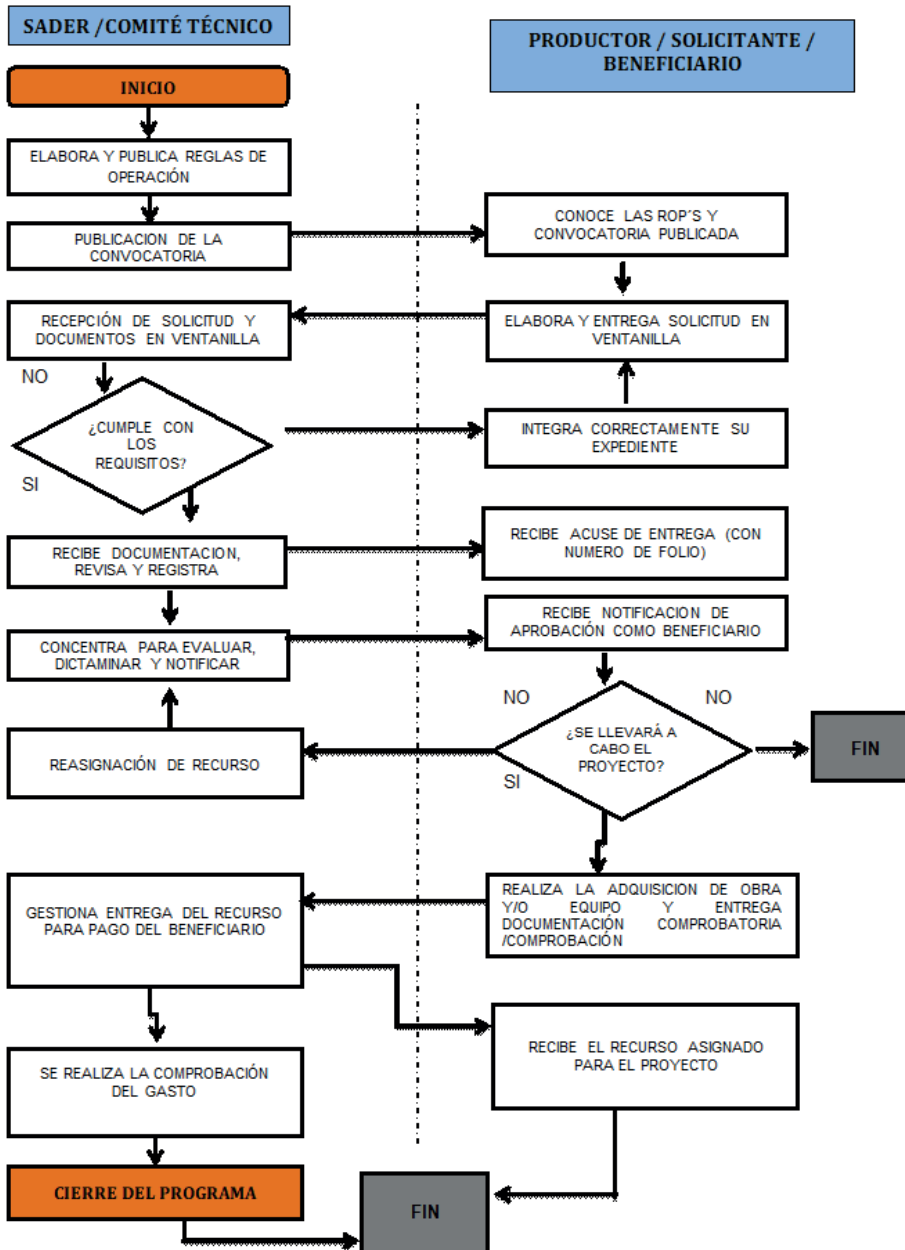 SADER /COMITÉ TÉCNICO
PRODUCTOR / SOLICITANTE /
BENEFICIARIO
INICIO
ELABORA Y PUBLICA REGLAS DE
OPERACIÓN
PUBLICACION DE LA
CONVOCATORIA
CONOCE LAS ROP´S Y
CONVOCATORIA PUBLICADA
RECEPCIÓN DE SOLICITUD Y
DOCUMENTOS EN VENTANILLA
ELABORA Y ENTREGA SOLICITUD EN
VENTANILLA
NO
¿CUMPLE CON
LOS
REQUISITOS?
SI
INTEGRA CORRECTAMENTE SU
EXPEDIENTE
RECIBE DOCUMENTACION,
REVISA Y REGISTRA
RECIBE ACUSE DE ENTREGA (CON
NUMERO DE FOLIO)
CONCENTRA PARA EVALUAR,
DICTAMINAR Y NOTIFICAR
RECIBE NOTIFICACION DE
APROBACIÓN COMO BENEFICIARIO
NO
NO
¿SE LLEVARÁ A
CABO EL
PROYECTO?
SI
FIN
REASIGNACIÓN DE RECURSO
GESTIONA ENTREGA DEL RECURSO
PARA PAGO DEL BENEFICIARIO
REALIZA LA ADQUISICION DE OBRA
Y/O EQUIPO Y ENTREGA
DOCUMENTACIÓN COMPROBATORIA
/COMPROBACIÓN
RECIBE EL RECURSO ASIGNADO
PARA EL PROYECTO
SE REALIZA LA COMPROBACIÓN
DEL GASTO
CIERRE DEL PROGRAMA
FIN